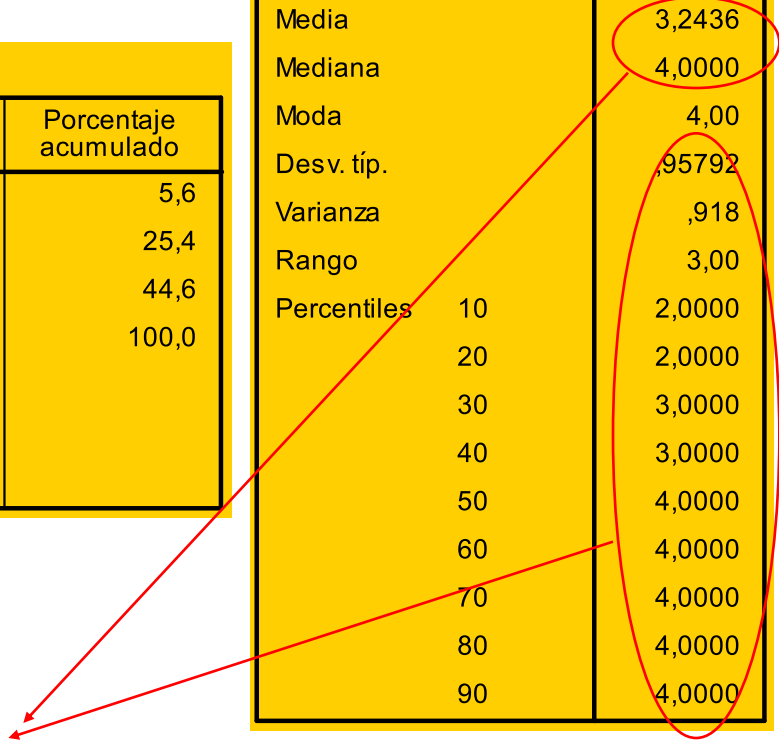 Porcentaje
acumulado
5,6
25,4
44,6
100,0
Media 3,2436
Mediana 4,0000
Moda 4,00
Desv. típ. ,95792
Varianza ,918
Rango 3,00
Percentiles 10 2,0000
20 2,0000
30 3,0000
40 3,0000
50 4,0000
60 4,0000
70 4,0000
80 4,0000
90 4,0000